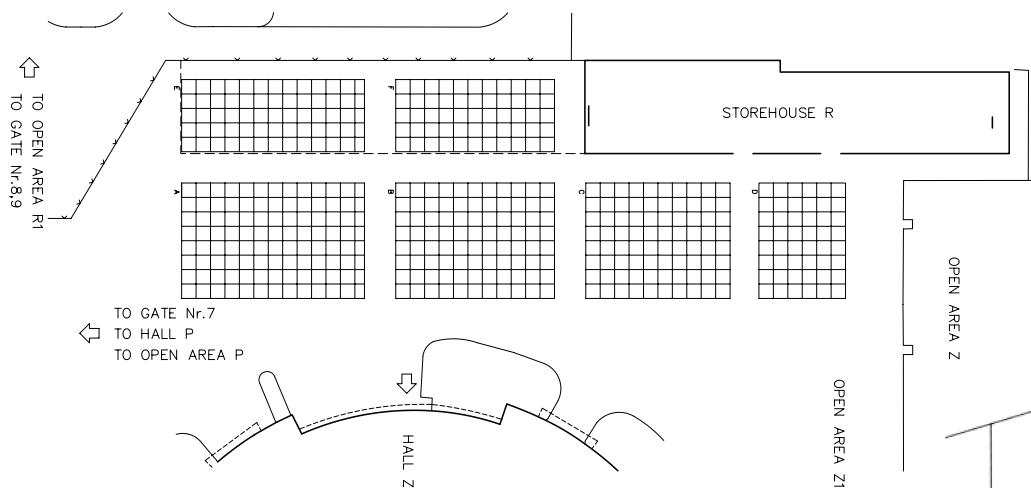 TO OPEN AREA R1
TO GATE Nr.8,9
E
F
STOREHOUSE R
A
B
C
D
TO GATE Nr.7
TO HALL P
TO OPEN AREA P
HALL Z
OPEN AREA Z
OPEN AREA Z1